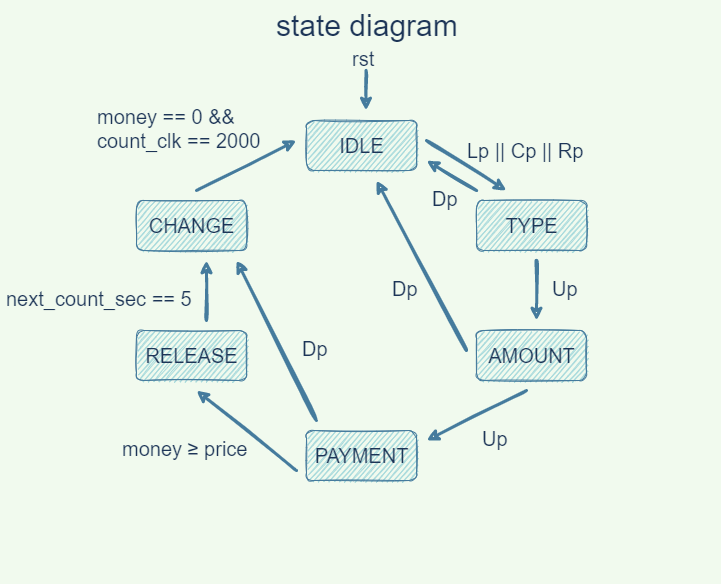 state diagram
rst
money == 0 &&
count_clk == 2000
IDLE
Lp || Cp || Rp
Dp
CHANGE
TYPE
next_count_sec == 5
Dp
Up
RELEASE
Dp
AMOUNT
money ≥ price
PAYMENT
Up